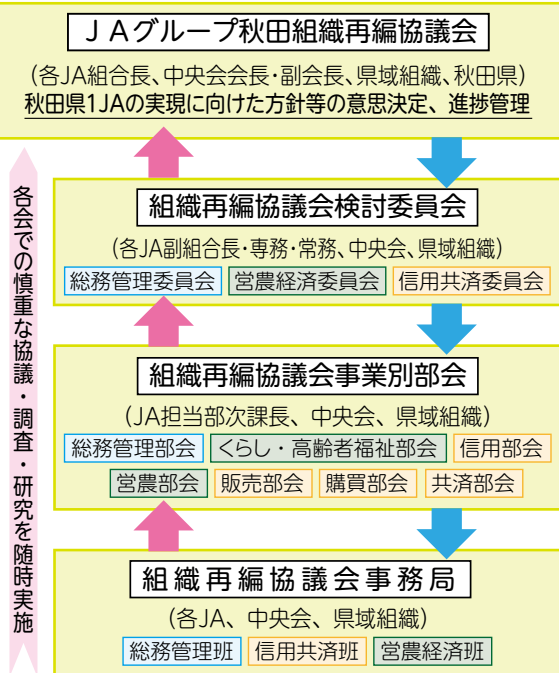 ＪＡグループ秋田組織再編協議会
(各JA組合長、中央会会長・副会長、県域組織、秋田県)
秋田県1JAの実現に向けた方針等の意思決定、進捗管理
各会での慎重な協議・調査・研究を随時実施
組織再編協議会検討委員会
(各JA副組合長・専務・常務、中央会、県域組織)
総務管理委員会 営農経済委員会 信用共済委員会
組織再編協議会事業別部会
(JA担当部次課長、中央会、県域組織)
総務管理部会 くらし・高齢者福祉部会 信用部会
営農部会 販売部会 購買部会 共済部会
組織再編協議会事務局
(各JA、中央会、県域組織)
総務管理班 信用共済班 営農経済班